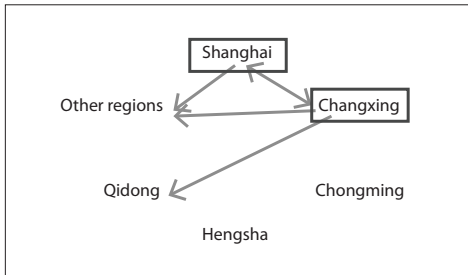 Shanghai
Other regions
Changxing
Qidong
Chongming
Hengsha